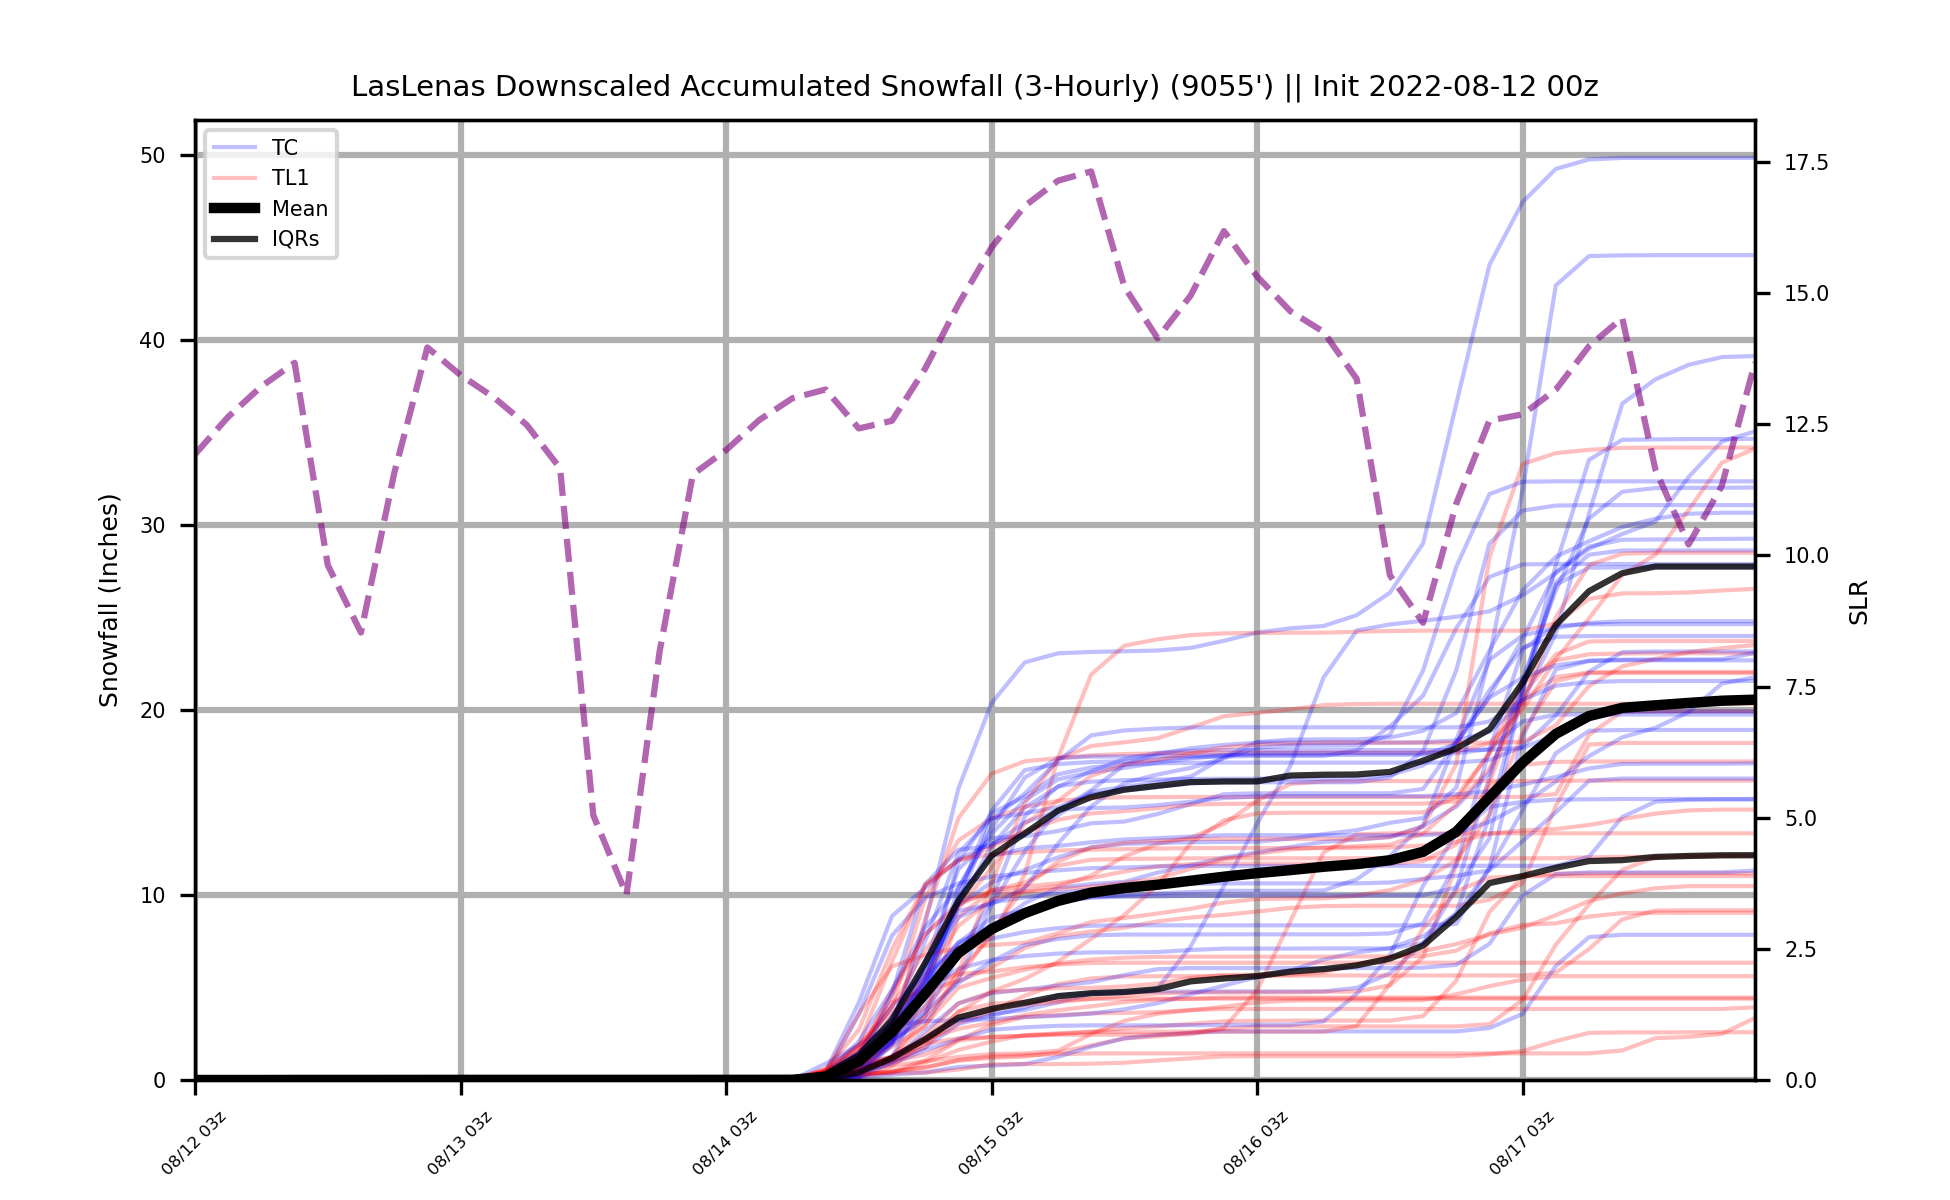 LasLenas Downscaled Accumulated Snowfall (3-Hourly) (9055') || Init 2022-08-12 00z
TC
TL1
Mean
IQRs
50
40
30
20
10
0
Snowfall (Inches)
17.5
15.0
12.5
10.0
7.5
5.0
2.5
0.0
SLR
08/12 03z
08/13 03z
08/14 03z
08/15 03z
08/16 03z
08/17 03z